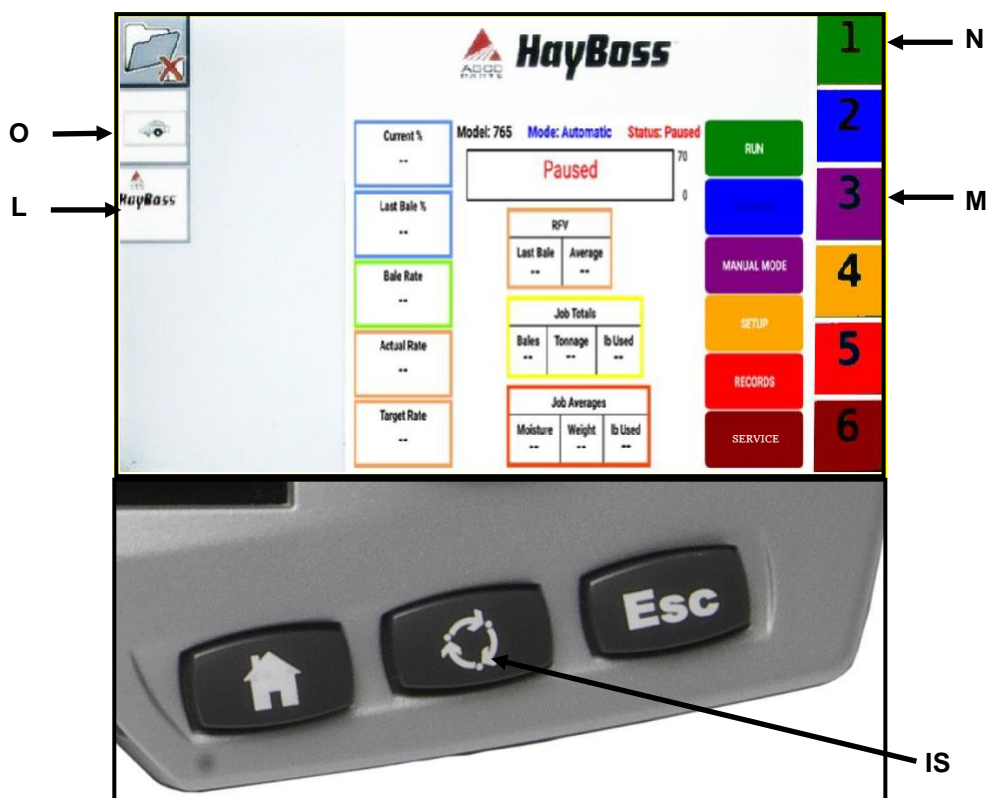 AGCO
PARTS
HayBoss
Model: 765 Mode: Automatic Status: Paused
Paused
70
0
Current %
--
Last Bale %
--
Bale Rate
--
Actual Rate
--
Target Rate
--
RFV
Last Bale Average
-- --
Job Totals
Bales Tonnage lb Used
-- -- --
Job Averages
Moisture Weight lb Used
-- -- --
RUN
MANUAL MODE
SETUP
RECORDS
SERVICE
1
2
3
4
5
6
HayBoss
O
L
N
M
Esc
IS